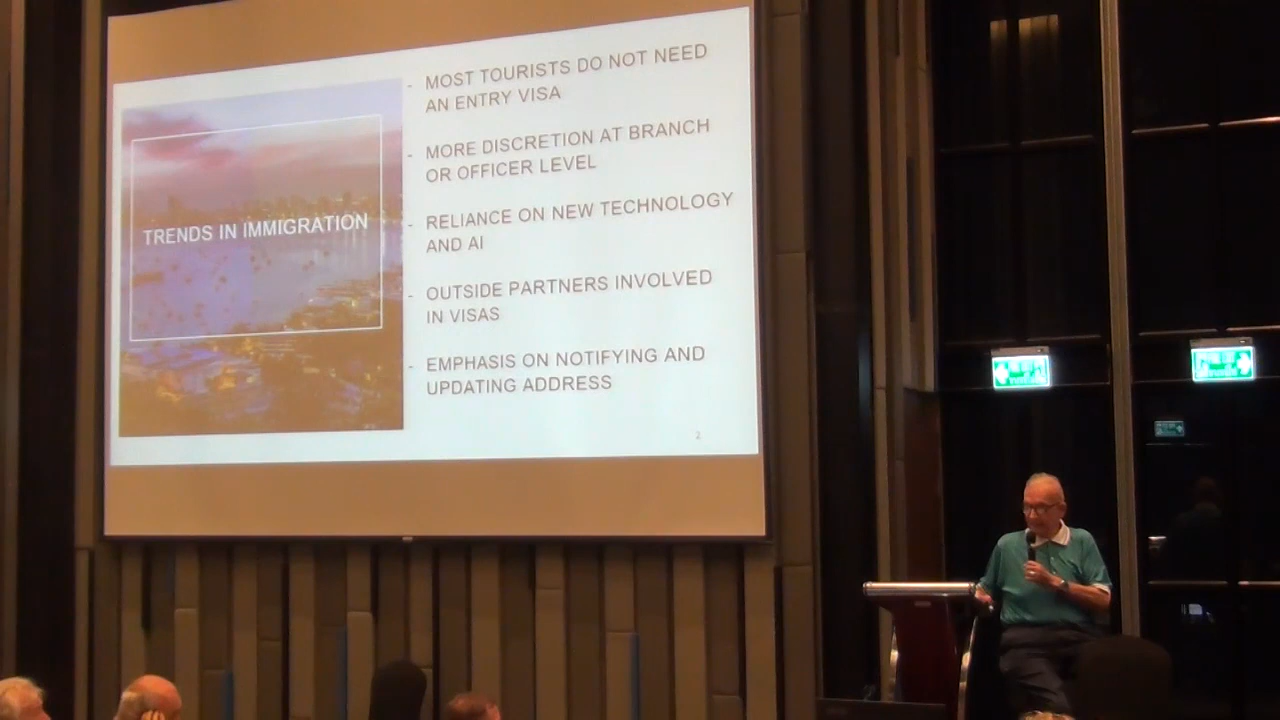 TRENDS IN IMMIGRATION
- MOST TOURISTS DO NOT NEED
AN ENTRY VISA
- MORE DISCRETION AT BRANCH
OR OFFICER LEVEL
- RELIANCE ON NEW TECHNOLOGY
AND AI
- OUTSIDE PARTNERS INVOLVED
IN VISAS
- EMPHASIS ON NOTIFYING AND
UPDATING ADDRESS
2